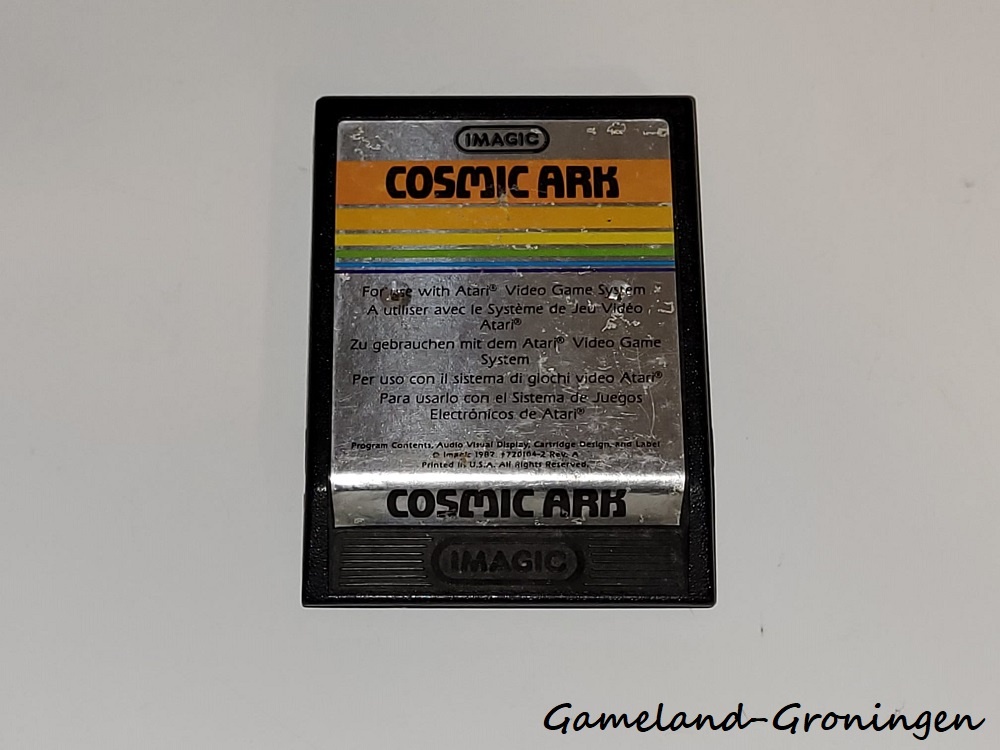 IMAGIC
COSMIC ARK
For use with Atari® Video Game System
A utiliser avec le Système de Jeu Vidéo
Atari®
Zu gebrauchen mit dem Atari® Video Game
System
Per uso con il sistema di giochi video Atari®
Para usarlo con el Sistema de Juegos
Electrónicos de Atari®
Program Contents, Audio Visual Display, Cartridge Design, and Label
© Imagic 1982 #720104-2 Rev. A
Printed in U.S.A. All Rights Reserved.
COSMIC ARK
IMAGIC
Gameland-Groningen